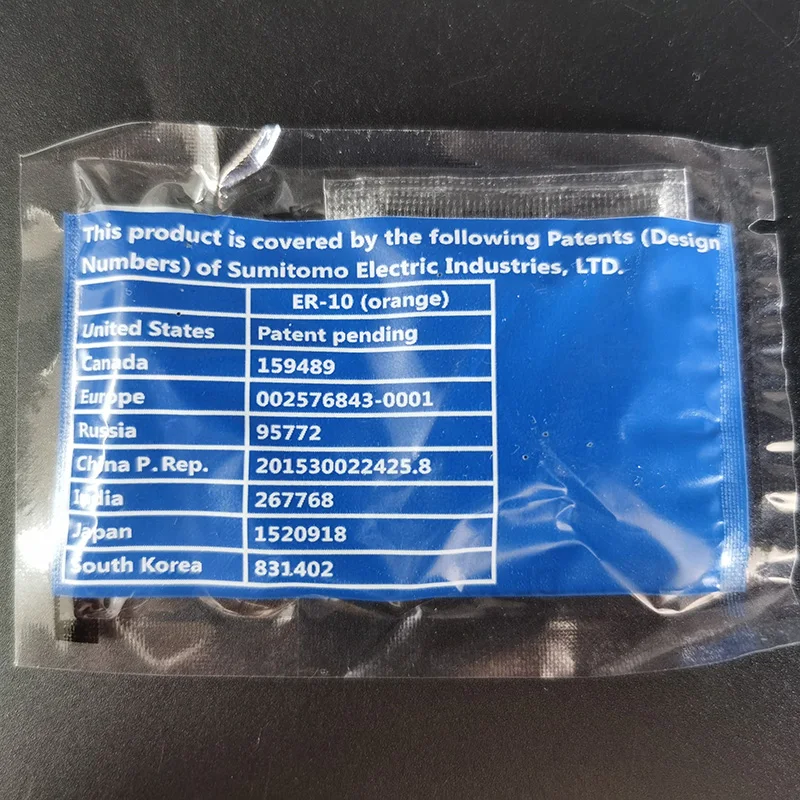 This product is covered by the following Patents (Design
Numbers) of Sumitomo Electric Industries, LTD.
ER-10 (orange)
United States Patent pending
Canada 159489
Europe 002576843-0001
Russia 95772
China P.Rep. 201530022425.8
India 267768
Japan 1520918
South Korea 831402